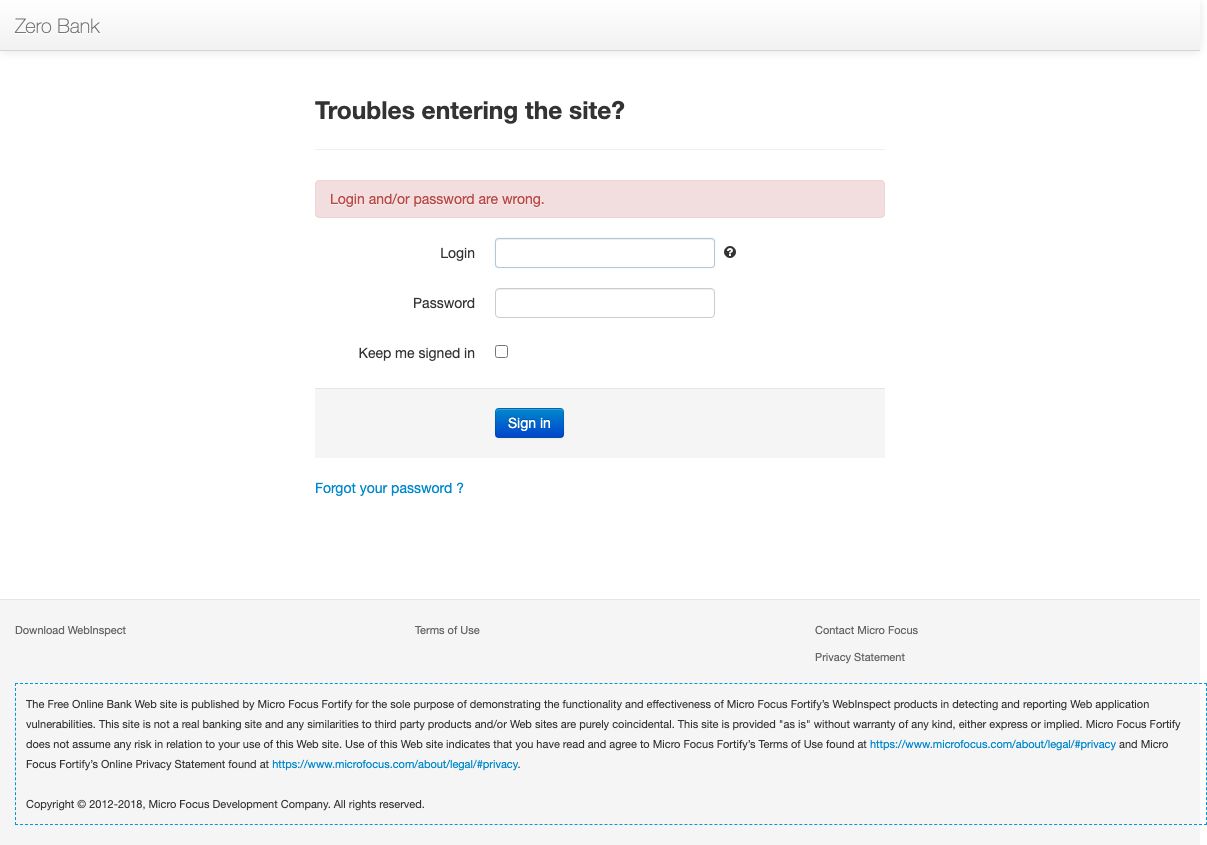 Zero Bank
Troubles entering the site?
Login and/or password are wrong.
Login
Password
Keep me signed in
Sign in
Forgot your password ?
Download WebInspect
Terms of Use
Contact Micro Focus
Privacy Statement
The Free Online Bank Web site is published by Micro Focus Fortify for the sole purpose of demonstrating the functionality and effectiveness of Micro Focus Fortify’s WebInspect products in detecting and reporting Web application
vulnerabilities. This site is not a real banking site and any similarities to third party products and/or Web sites are purely coincidental. This site is provided "as is" without warranty of any kind, either express or implied. Micro Focus Fortify
does not assume any risk in relation to your use of this Web site. Use of this Web site indicates that you have read and agree to Micro Focus Fortify’s Terms of Use found at https://www.microfocus.com/about/legal/#privacy and Micro
Focus Fortify’s Online Privacy Statement found at https://www.microfocus.com/about/legal/#privacy.
Copyright © 2012-2018, Micro Focus Development Company. All rights reserved.